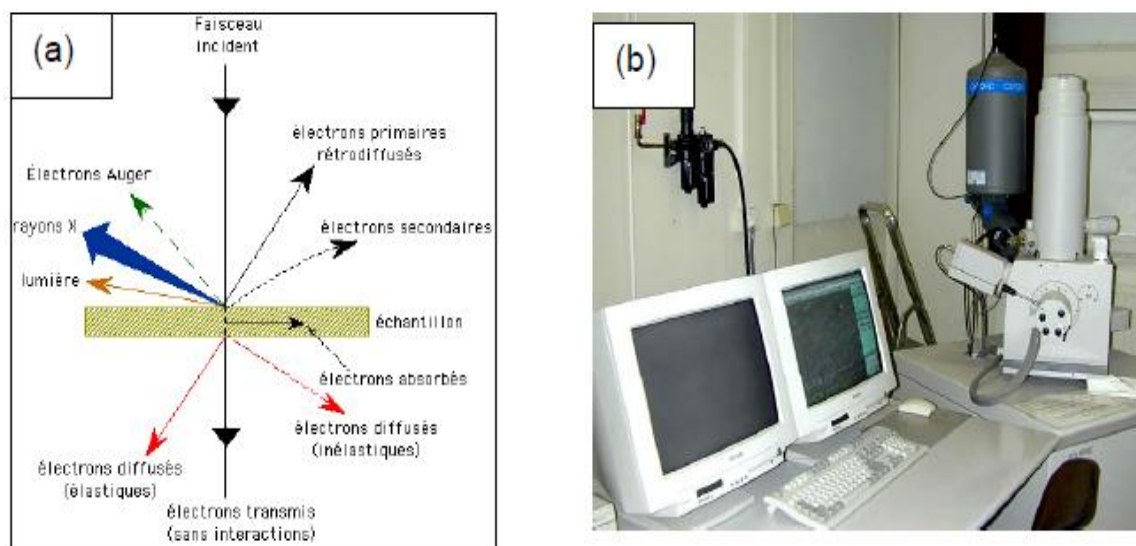 (a)
Faisceau
incident
électrons primaires
rétrodiffusés
Électrons Auger
rayons X
électrons secondaires
lumière
échantillon
électrons absorbés
électrons diffusés
(inélastiques)
électrons diffusés
(élastiques)
électrons transmis
(sans interactions)
(b)